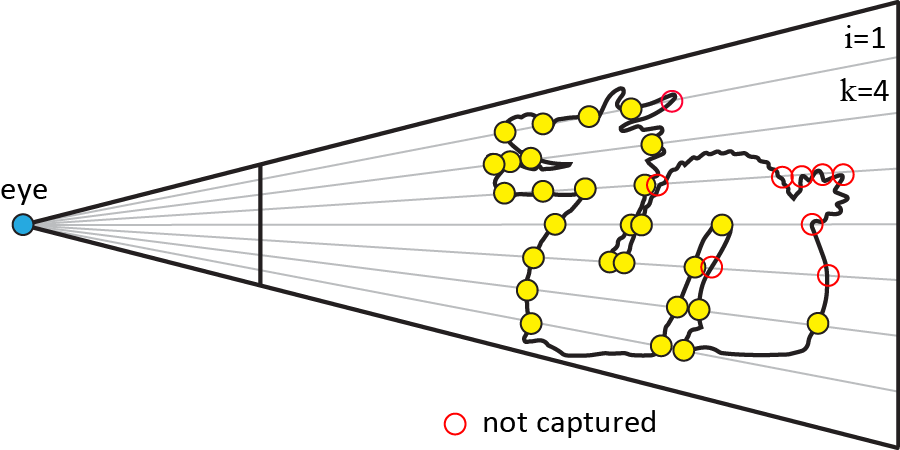 i=1
k=4
eye
not captured